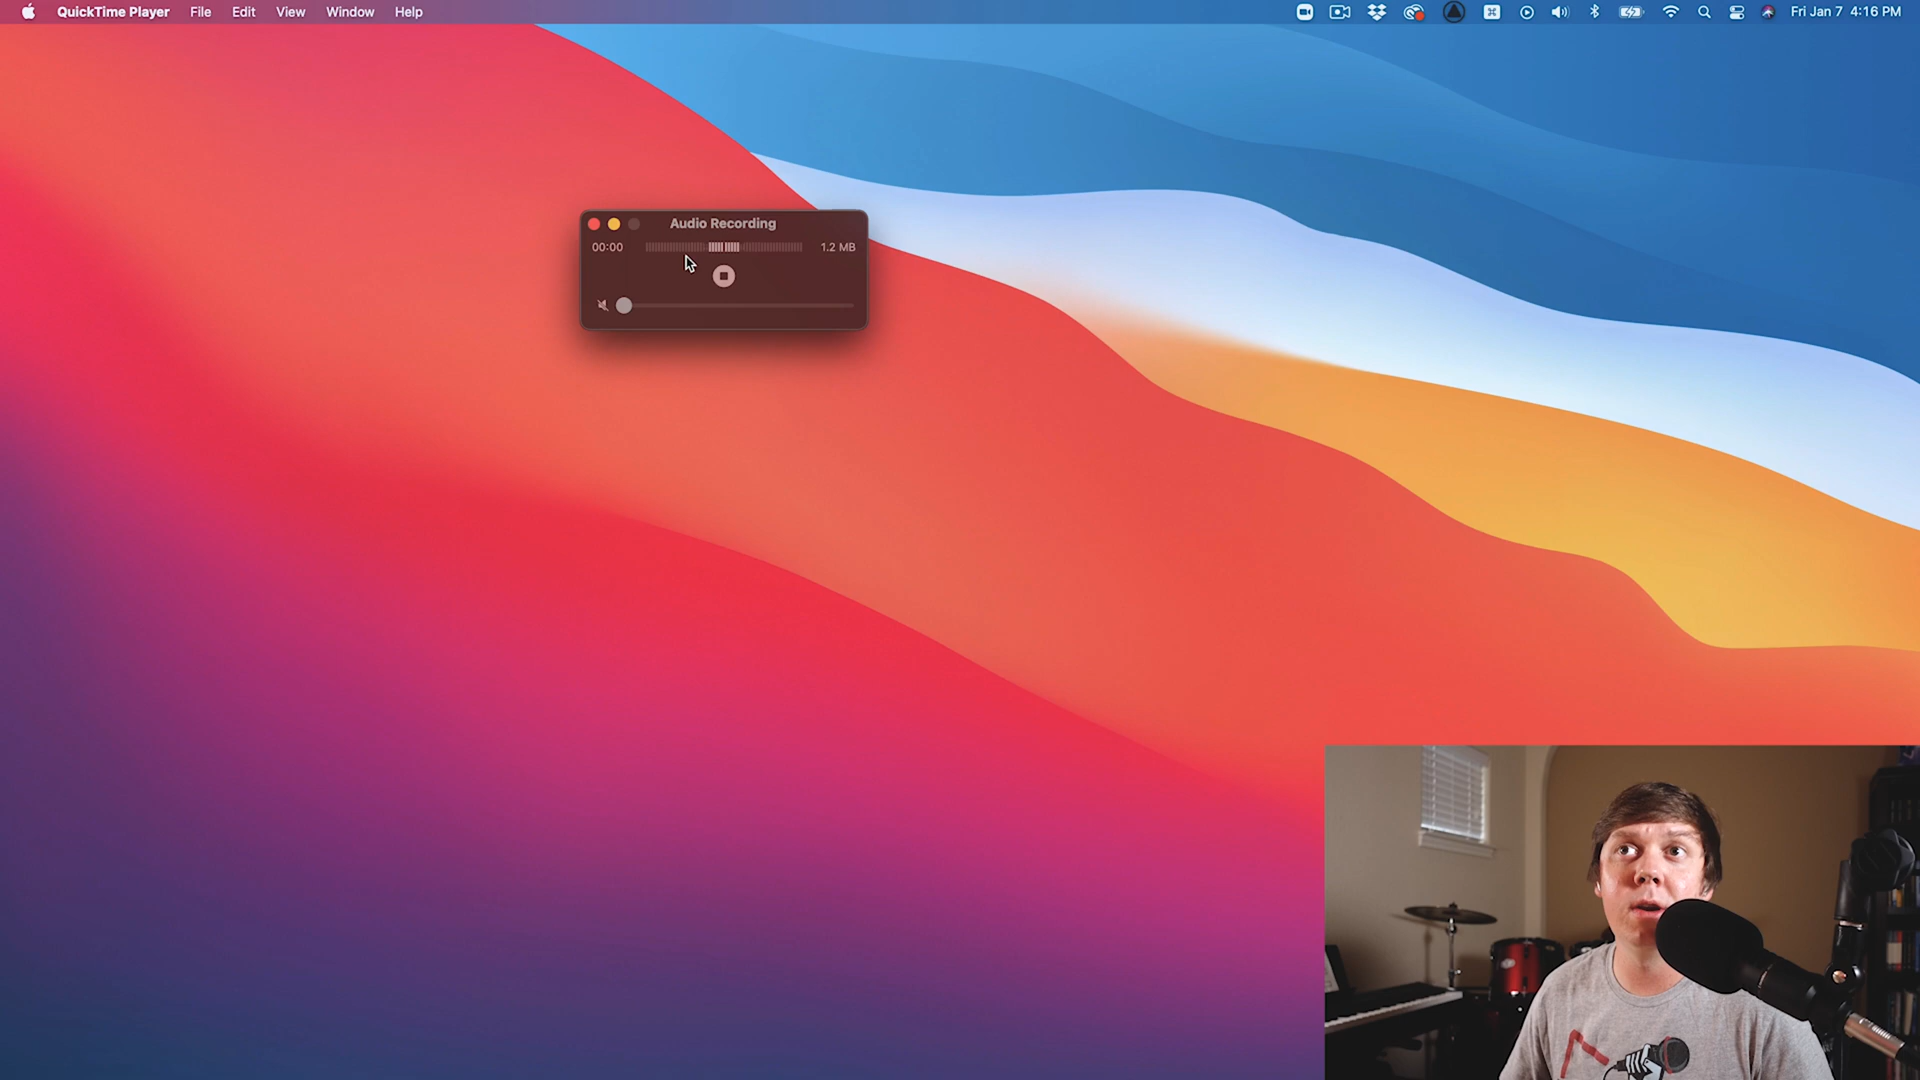 QuickTime Player File Edit View Window Help Fri Jan 7 4:16 PM
Audio Recording
00:00 1.2 MB